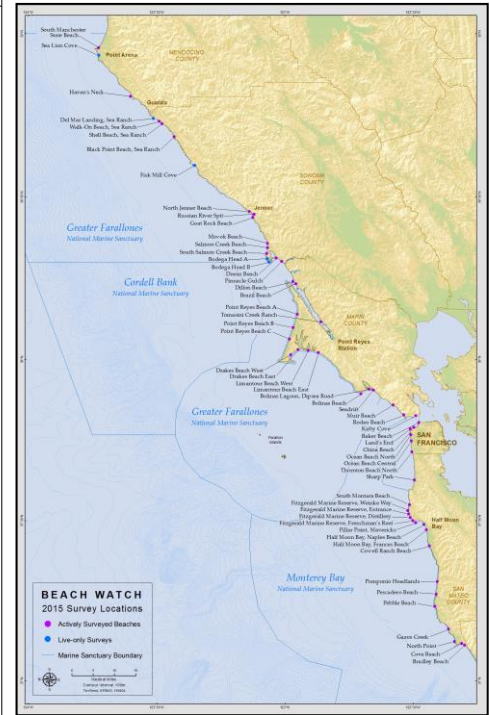 South Manchester
State Beach
Sea Lion Cove
Point Arena
MENDOCINO
COUNTY
Haven's Neck
Gualala
Del Mar Landing, Sea Ranch
Walk-On Beach, Sea Ranch
Shell Beach, Sea Ranch
Black Point Beach, Sea Ranch
Fisk Mill Cove
SONOMA
COUNTY
North Jenner Beach
Jenner
Russian River Spit
Goat Rock Beach
Greater Farallones
National Marine Sanctuary
Miwok Beach
Salmon Creek Beach
South Salmon Creek Beach
Bodega Head A
Bodega Head B
Doran Beach
Pinnacle Gulch
Dillon Beach
Brazil Beach
Cordell Bank
National Marine Sanctuary
Point Reyes Beach A
Tomasini Creek Ranch
Point Reyes Beach B
Point Reyes Beach C
MARIN
COUNTY
Point Reyes
Station
Drakes Beach West
Drakes Beach East
Limantour Beach West
Limantour Beach East
Bolinas Lagoon, Dipsea Road
Bolinas Beach
Seadrift
Muir Beach
Rodeo Beach
Kirby Cove
Baker Beach
Land's End
China Beach
Ocean Beach North
Ocean Beach Central
Thornton Beach North
Sharp Park
SAN
FRANCISCO
Greater Farallones
National Marine Sanctuary
Farallon
Islands
South Montara Beach
Fitzgerald Marine Reserve, Weinke Way
Fitzgerald Marine Reserve, Entrance
Fitzgerald Marine Reserve, Distillery
Fitzgerald Marine Reserve, Frenchman's Reef
Pillar Point, Mavericks
Half Moon Bay, Naples Beach
Half Moon Bay, Frances Beach
Cowell Ranch Beach
Half Moon
Bay
Monterey Bay
National Marine Sanctuary
Pomponio Headlands
Pescadero Beach
Pebble Beach
SAN
MATEO
COUNTY
Gazos Creek
North Point
Cove Beach
Bradley Beach
BEACH WATCH
2015 Survey Locations
Actively Surveyed Beaches
Live-only Surveys
Marine Sanctuary Boundary
Nautical Miles